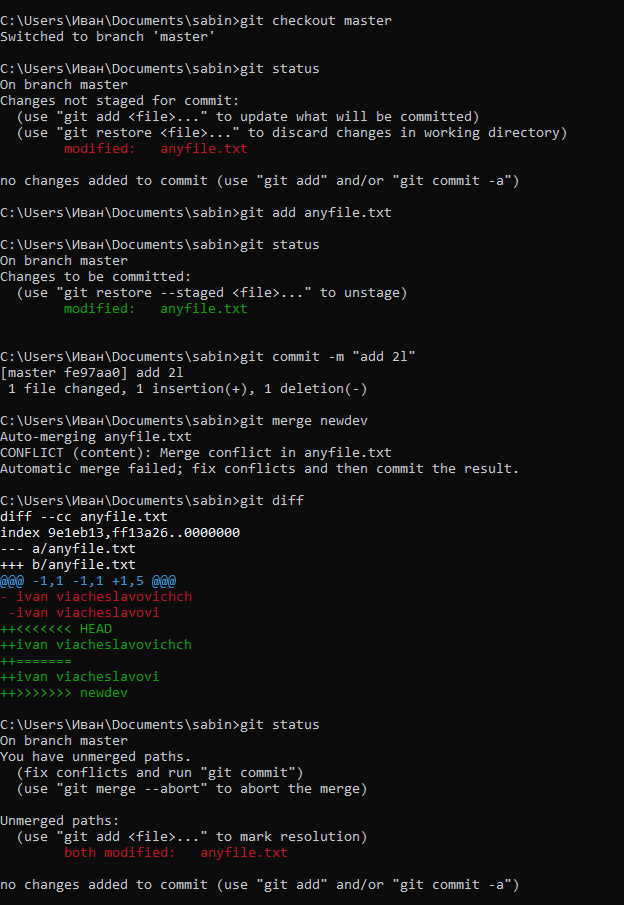 C:\Users\Иван\Documents\sabin>git checkout master
Switched to branch 'master'
C:\Users\Иван\Documents\sabin>git status
On branch master
Changes not staged for commit:
  (use "git add <file>..." to update what will be committed)
  (use "git restore <file>..." to discard changes in working directory)
        modified:   anyfile.txt
no changes added to commit (use "git add" and/or "git commit -a")
C:\Users\Иван\Documents\sabin>git add anyfile.txt
C:\Users\Иван\Documents\sabin>git status
On branch master
Changes to be committed:
  (use "git restore --staged <file>..." to unstage)
        modified:   anyfile.txt
C:\Users\Иван\Documents\sabin>git commit -m "add 2l"
[master fe97aa0] add 2l
 1 file changed, 1 insertion(+), 1 deletion(-)
C:\Users\Иван\Documents\sabin>git merge newdev
Auto-merging anyfile.txt
CONFLICT (content): Merge conflict in anyfile.txt
Automatic merge failed; fix conflicts and then commit the result.
C:\Users\Иван\Documents\sabin>git diff
diff --cc anyfile.txt
index 9e1eb13,ff13a26..0000000
--- a/anyfile.txt
+++ b/anyfile.txt
@@@ -1,1 -1,1 +1,5 @@@
- ivan viacheslavovichch
 -ivan viacheslavovi
++<<<<<<< HEAD
++ivan viacheslavovichch
++=======
++ivan viacheslavovi
++>>>>>>> newdev
C:\Users\Иван\Documents\sabin>git status
On branch master
You have unmerged paths.
  (fix conflicts and run "git commit")
  (use "git merge --abort" to abort the merge)
Unmerged paths:
  (use "git add <file>..." to mark resolution)
        both modified:   anyfile.txt
no changes added to commit (use "git add" and/or "git commit -a")